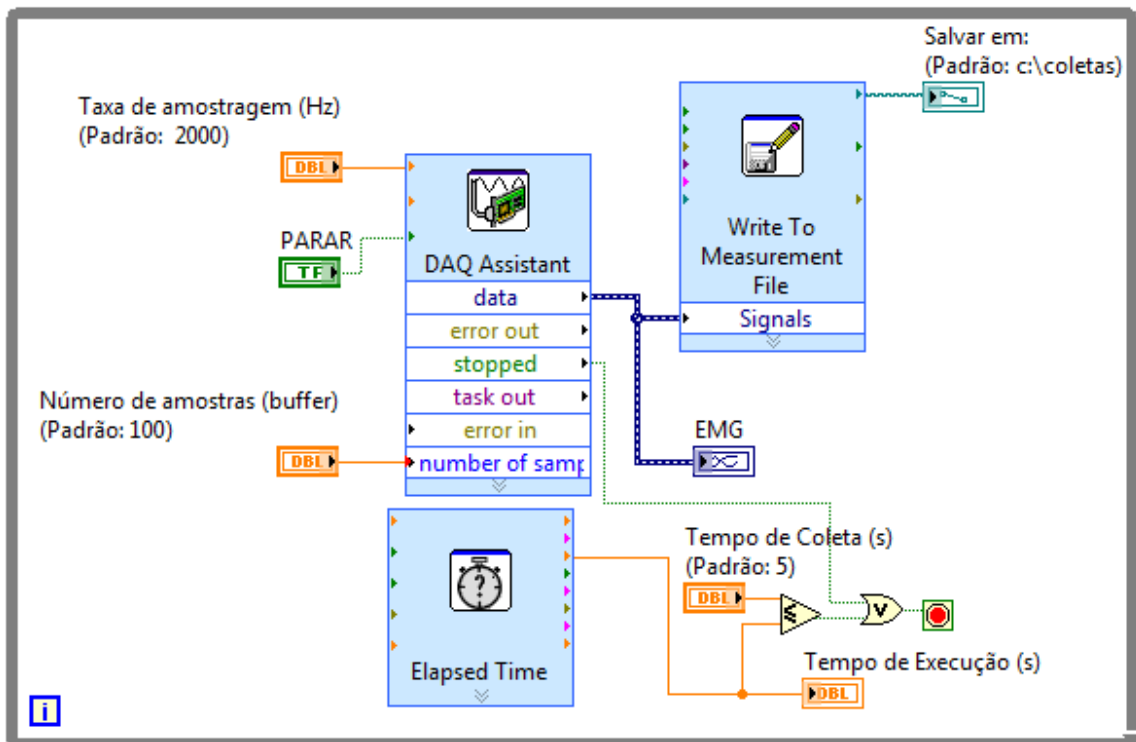 Salvar em:
(Padrão: c:\coletas)
Taxa de amostragem (Hz)
(Padrão: 2000)
DBL
PARAR
TF
DAQ Assistant
data
error out
stopped
task out
error in
number of samp
Write To
Measurement
File
Signals
Número de amostras (buffer)
(Padrão: 100)
DBL
EMG
?
Elapsed Time
Tempo de Coleta (s)
(Padrão: 5)
DBL
≤
V
Tempo de Execução (s)
DBL
i